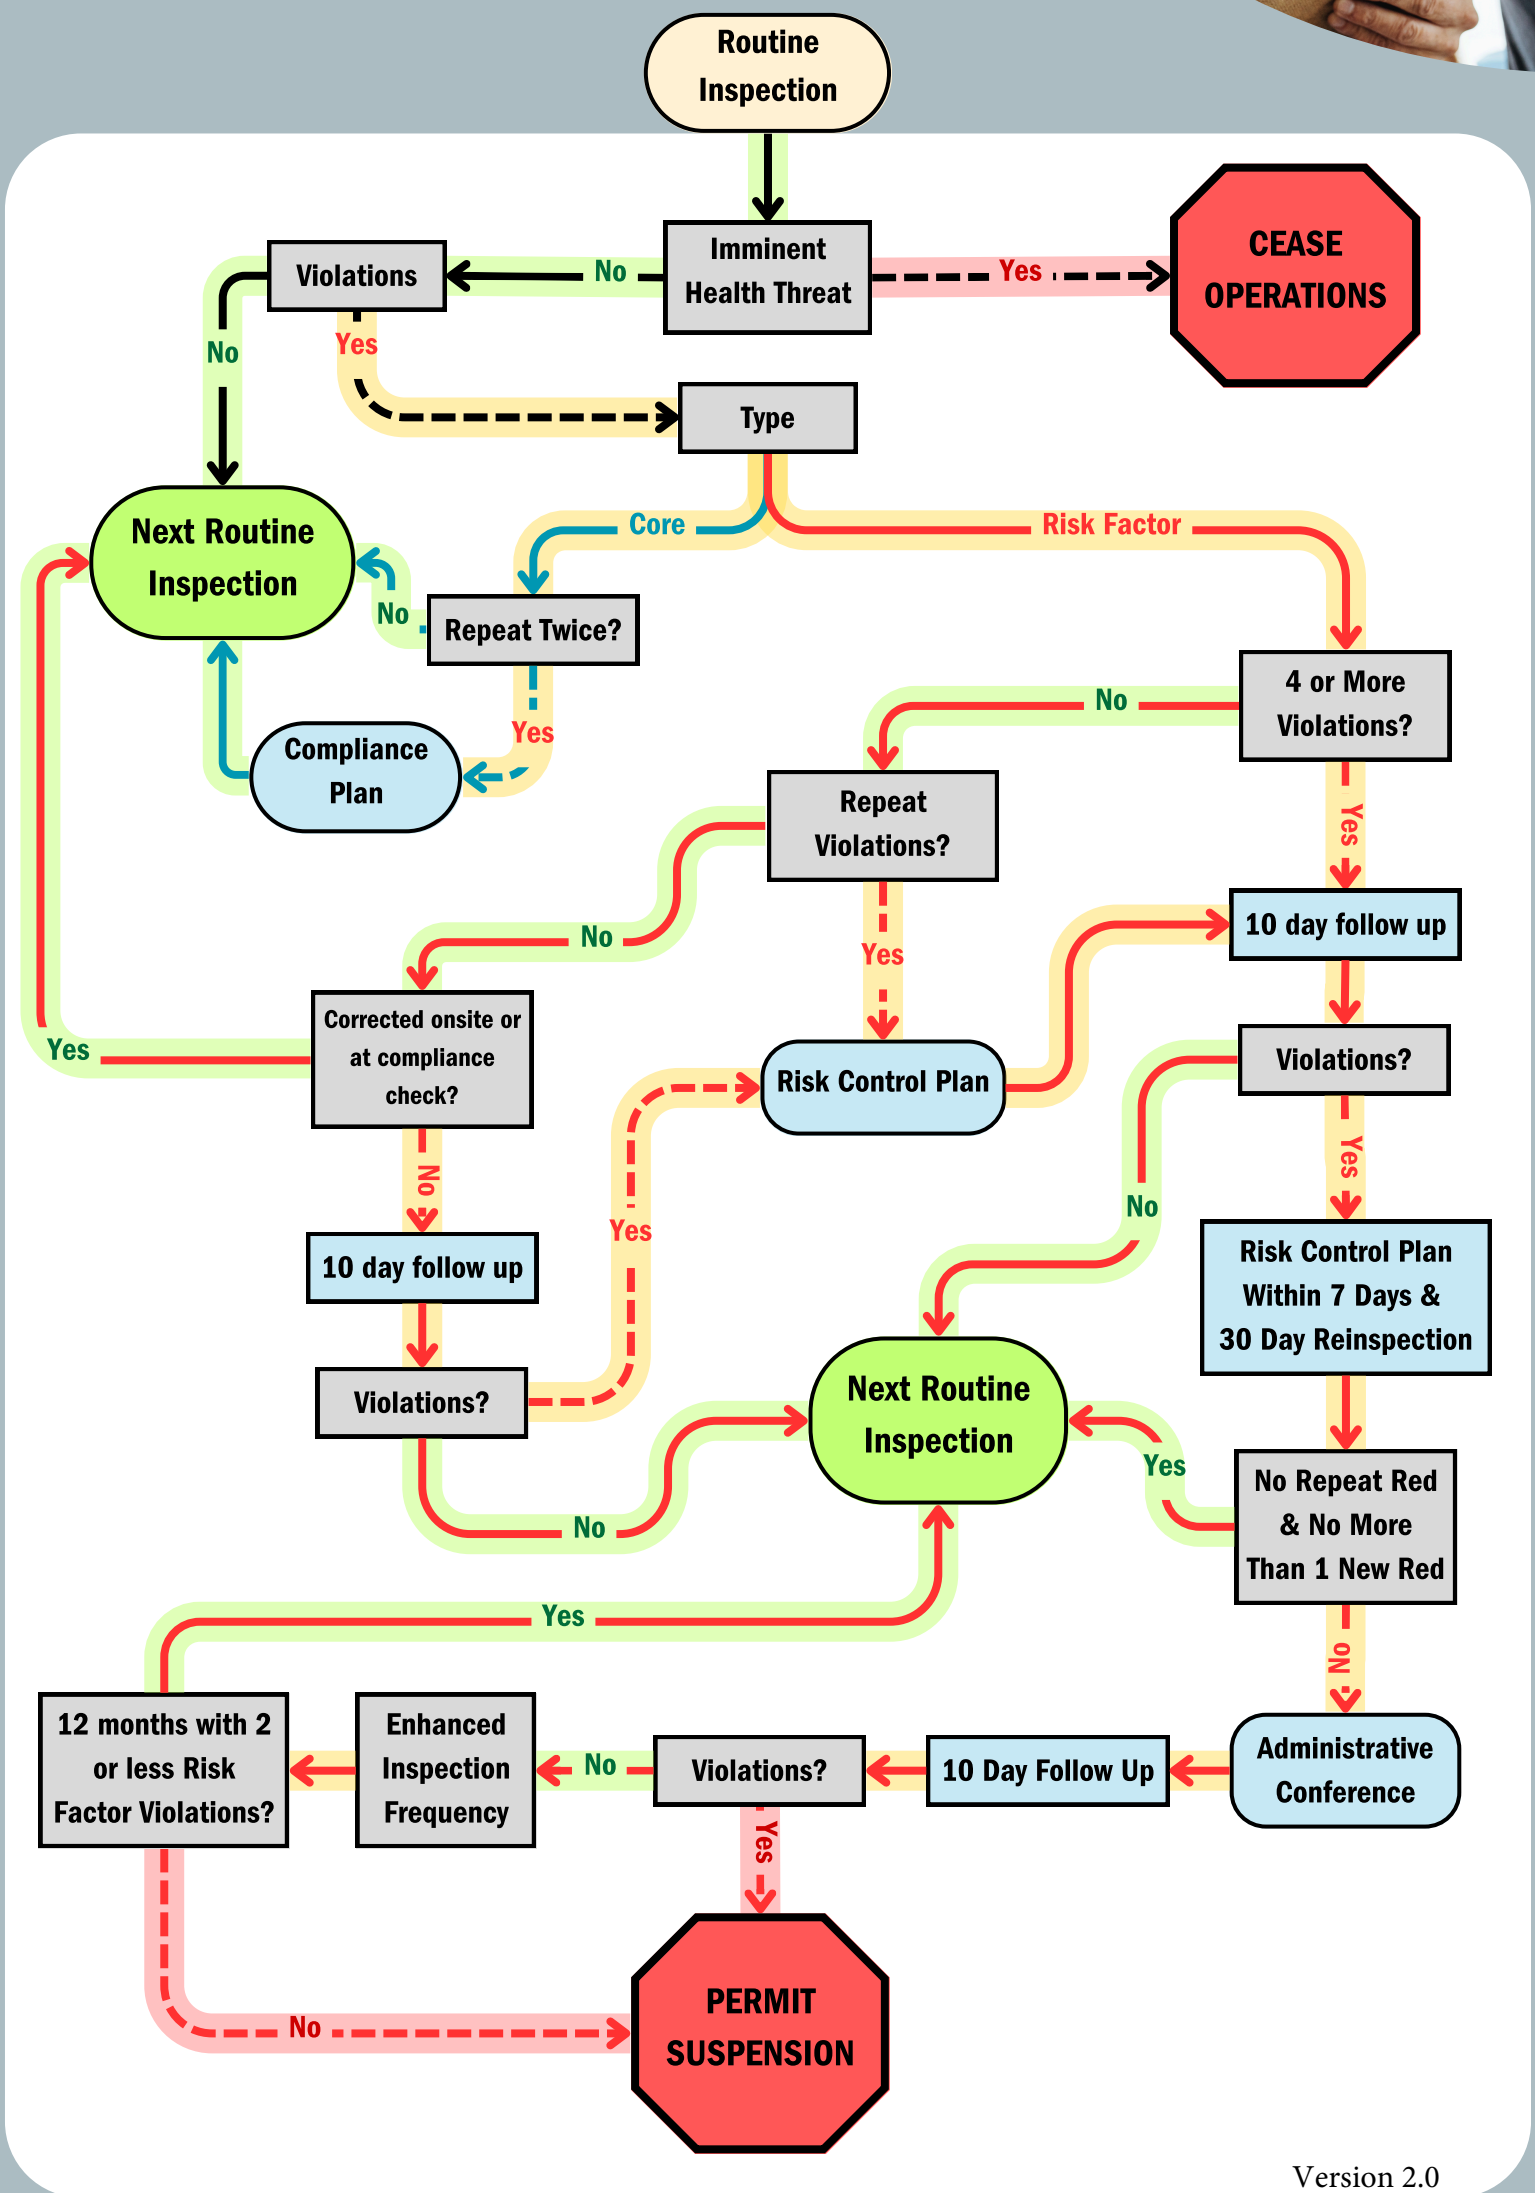 Routine
Inspection
Imminent
Health Threat
Yes
CEASE
OPERATIONS
No
Violations
No
Yes
Type
Core
Risk Factor
Next Routine
Inspection
No
Repeat Twice?
Yes
Compliance
Plan
4 or More
Violations?
No
Yes
Repeat
Violations?
No
Yes
10 day follow up
Corrected onsite or
at compliance
check?
Yes
No
Risk Control Plan
Violations?
No
Yes
10 day follow up
Yes
Risk Control Plan
Within 7 Days &
30 Day Reinspection
Violations?
No
Next Routine
Inspection
Yes
No Repeat Red
& No More
Than 1 New Red
No
Yes
12 months with 2
or less Risk
Factor Violations?
Enhanced
Inspection
Frequency
No
Violations?
10 Day Follow Up
Administrative
Conference
Yes
No
PERMIT
SUSPENSION
Version 2.0